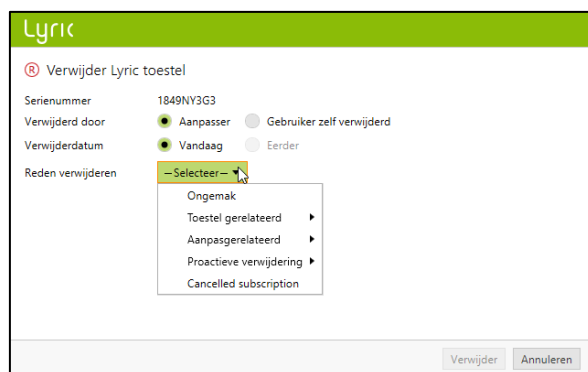 Lyric
R Verwijder Lyric toestel
Serienummer 1849NY3G3
Verwijderd door Aanpasser Gebruiker zelf verwijderd
Verwijderdatum Vandaag Eerder
Reden verwijderen —Selecteer—
Ongemak
Toestel gerelateerd
Aanpasgerelateerd
Proactieve verwijdering
Cancelled subscription
Verwijder Annuleren